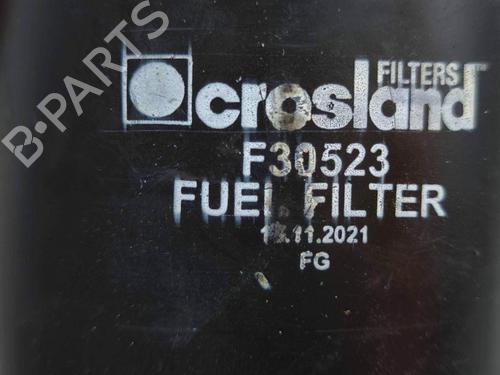 B-PARTS
FILTERS
crosland
F30523
FUEL FILTER
FG